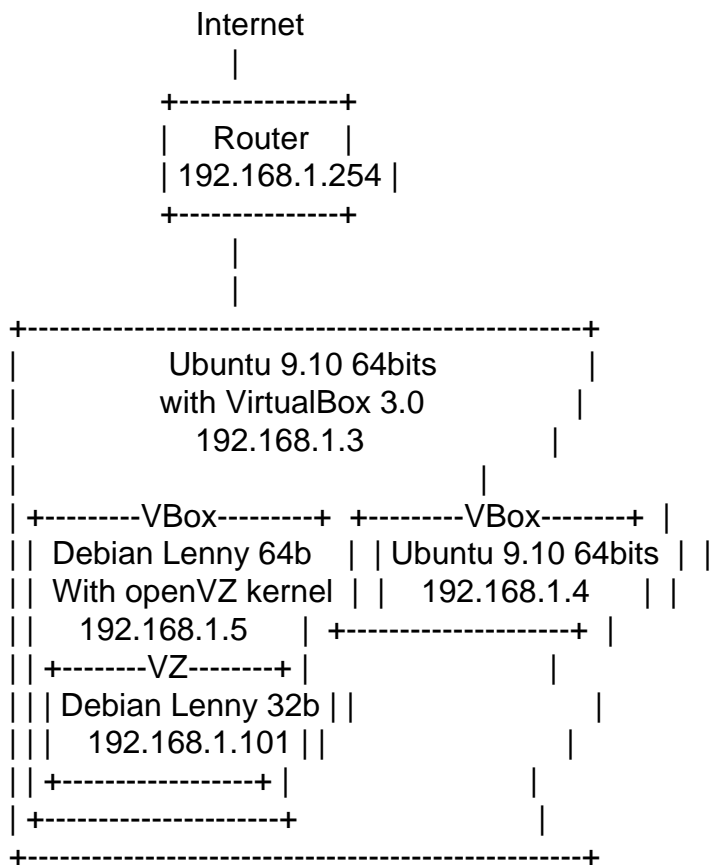 Internet
|
+---------------+
|    Router    |
| 192.168.1.254 |
+---------------+
|
|
+----------------------------------------------------+
|              Ubuntu 9.10 64bits              |
|             with VirtualBox 3.0             |
|                192.168.1.3                |
|                                            |
| +---------VBox---------+  +---------VBox--------+  |
| |  Debian Lenny 64b   | | Ubuntu 9.10 64bits | |
| |  With openVZ kernel | |   192.168.1.4     | |
| |    192.168.1.5     | +---------------------+ |
| | +--------VZ--------+ |                      |
| | | Debian Lenny 32b | |                      |
| | |   192.168.1.101 | |                      |
| | +------------------+ |                      |
| +----------------------+                      |
+----------------------------------------------------+